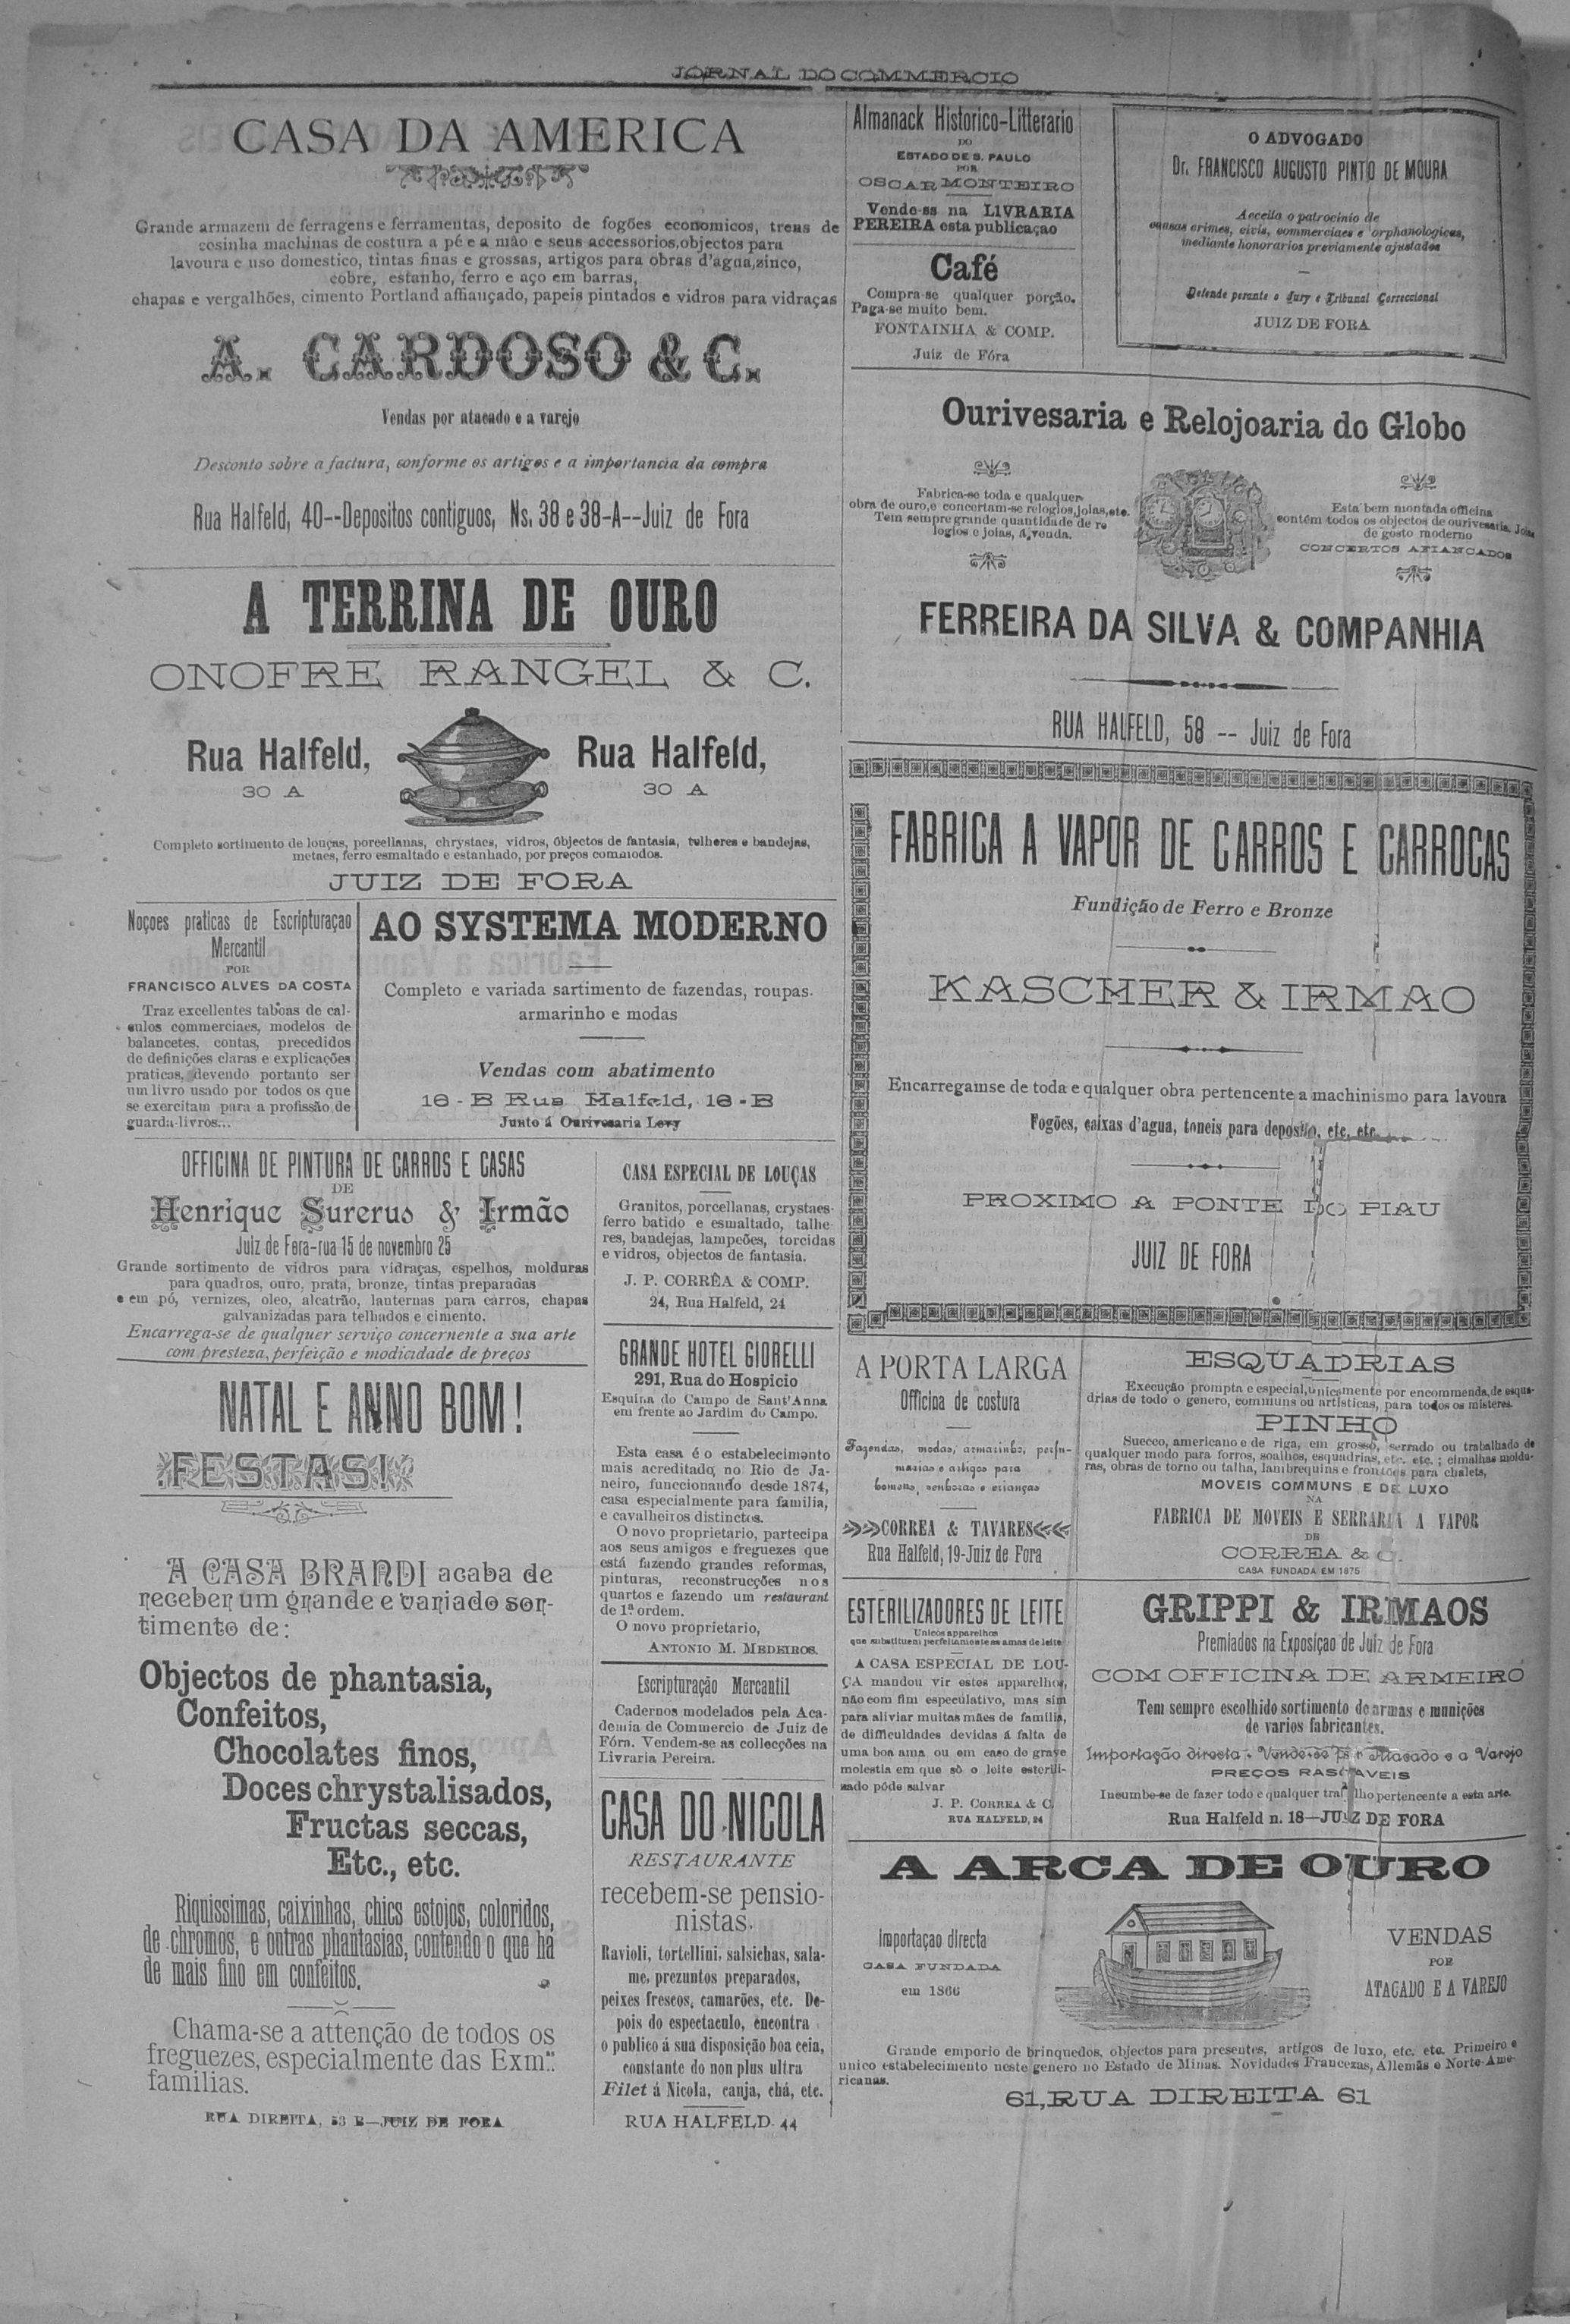 JORNAL DO COMMERCIO
CASA DA AMERICA
Grande armazem de ferragens e ferramentas, deposito de fogões economicos, trens de
cosinha machinas de costura a pé e a mão e seus accessorios, objectos para
lavoura e uso domestico, tintas finas e grossas, artigos para obras d'agua, zinco,
cobre, estanho, ferro e aço em barras,
chapas e vergalhões, cimento Portland affiançado, papeis pintados e vidros para vidraças
A. CARDOSO & C.
Vendas por atacado e a varejo
Desconto sobre a factura, conforme os artigos e a importancia da compra
Rua Halfeld, 40--Depositos contiguos, Ns. 38 e 38-A--Juiz de Fora
A TERRINA DE OURO
ONOFRE RANGEL & C.
Rua Halfeld,
30 A
Rua Halfeld,
30 A
Completo sortimento de louças, porcellanas, chrystaes, vidros, objectos de fantasia, tulheres e bandejas,
metaes, ferro esmaltado e estanhado, por preços commodos.
JUIZ DE FORA
Noçoes praticas de Escripturaçao
Mercantil
POR
FRANCISCO ALVES DA COSTA
Traz excellentes taboas de cal-
culos commerciaes, modelos de
balancetes, contas, precedidos
de definições claras e explicações
praticas, devendo portanto ser
um livro usado por todos os que
se exercitam para a profissão de
guarda-livros...
AO SYSTEMA MODERNO
Completo e variada sartimento de fazendas, roupas.
armarinho e modas
Vendas com abatimento
16-B Rua Halfeld, 16-B
Junto á Ourivesaria Levy
OFFICINA DE PINTURA DE CARROS E CASAS
DE
Henrique Surerus & Irmão
Juiz de Fora-rua 15 de novembro 25
Grande sortimento de vidros para vidraças, espelhos, molduras
para quadros, ouro, prata, bronze, tintas preparadas
e em pó, vernizes, oleo, alcatrão, lanternas para carros, chapas
galvanizadas para telhados e cimento.
Encarrega-se de qualquer serviço concernente a sua arte
com presteza, perfeição e modicidade de preços
NATAL E ANNO BOM!
FESTAS!
A CASA BRANDI acaba de
receber um grande e variado sor-
timento de:
Objectos de phantasia,
Confeitos,
Chocolates finos,
Doces chrystalisados,
Fructas seccas,
Etc., etc.
Riquissimas, caixinhas, chics estojos, coloridos,
de chromos, e outras phantasias, contendo o que ha
de mais fino em confeitos.
Chama-se a attenção de todos os
freguezes, especialmente das Exm.as
familias.
RUA DIREITA, 53 B—JUIZ DE FORA
CASA ESPECIAL DE LOUÇAS
Granitos, porcellanas, crystaes
ferro batido e esmaltado, talhe-
res, bandejas, lampeões, torcidas
e vidros, objectos de fantasia.
J. P. CORRÊA & COMP.
24, Rua Halfeld, 24
GRANDE HOTEL GIORELLI
291, Rua do Hospicio
Esquina do Campo de Sant'Anna
em frente ao Jardim do Campo.
Esta casa é o estabelecimento
mais acreditado no Rio de Ja-
neiro, funccionando desde 1874,
casa especialmente para familia,
e cavalheiros distinctos.
O novo proprietario, partecipa
aos seus amigos e freguezes que
está fazendo grandes reformas,
pinturas, reconstrucções nos
quartos e fazendo um restaurant
de 1ª ordem.
O novo proprietario,
ANTONIO M. MEDEIROS.
Escripturação Mercantil
Cadernos modelados pela Aca-
demia de Commercio de Juiz de
Fóra. Vendem-se as collecções na
Livraria Pereira.
CASA DO NICOLA
RESTAURANTE
recebem-se pensio-
nistas.
Ravioli, tortellini, salsichas, sala-
me, prezuntos preparados,
peixes frescos, camarões, etc. De-
pois do espectaculo, encontra
o publico á sua disposição boa ceia,
constante do non plus ultra
Filet á Nicola, canja, chá, etc.
RUA HALFELD 44
Almanack Historico-Litterario
DO
ESTADO DE S. PAULO
POR
OSCAR MONTEIRO
Vende-ss na LIVRARIA
PEREIRA esta publicaçao
Café
Compra-se qualquer porção.
Paga-se muito bem.
FONTAINHA & COMP.
Juiz de Fóra
O ADVOGADO
Dr. FRANCISCO AUGUSTO PINTO DE MOURA
Acceita o patrocinio de
causas crimes, civis, commerciaes e orphanologicas,
mediante honorarios previamente ajustados
Defende perante o Jury e Tribunal Correccional
JUIZ DE FORA
Ourivesaria e Relojoaria do Globo
Fabrica-se toda e qualquer
obra de ouro, e concertam-se relogios, joias, etc.
Tem sempre grande quantidade de re
logios e joias, á venda.
Esta bem montada officina
contém todos os objectos de ourivesaria. Joias
de gosto moderno
CONCERTOS AFIANCADOS
FERREIRA DA SILVA & COMPANHIA
RUA HALFELD, 58 -- Juiz de Fora
FABRICA A VAPOR DE CARROS E CARROCAS
Fundição de Ferro e Bronze
KASCHER & IRMAO
Encarregamse de toda e qualquer obra pertencente a machinismo para lavoura
Fogões, caixas d'agua, toneis para deposito, etc, etc
PROXIMO A PONTE DO PIAU
JUIZ DE FORA
A PORTA LARGA
Officina de costura
Fazendas, modas, armarinho, perfu-
marias e artigos para
homens, senhoras e crianças
CORREA & TAVARES
Rua Halfeld, 19-Juiz de Fora
ESQUADRIAS
Execução prompta e especial, unicamente por encommenda, de esqua-
drias de todo o genero, communs ou artisticas, para todos os misteres.
PINHO
Suecco, americano e de riga, em grosso, serrado ou trabalhado de
qualquer modo para forros, soalhos, esquadrias, etc. etc.; cimalhas moldu-
ras, obras de torno ou talha, lambrequins e frontões para chalets,
MOVEIS COMMUNS E DE LUXO
NA
FABRICA DE MOVEIS E SERRARIA A VAPOR
DE
CORREA & C.
CASA FUNDADA EM 1875
ESTERILIZADORES DE LEITE
Unicos apparelhos
que substituem perfeitamente as amas de leite
A CASA ESPECIAL DE LOU-
ÇA mandou vir estes apparelhos,
não com fim especulativo, mas sim
para aliviar muitas mães de familia,
de difficuldades devidas á falta de
uma boa ama ou em caso de grave
molestia em que só o leite esterili-
sado póde salvar
J. P. CORREA & C.
RUA HALFELD, 24
GRIPPI & IRMAOS
Premiados na Exposiçao de Juiz de Fora
COM OFFICINA DE ARMEIRO
Tem sempre escolhido sortimento de armas e munições
de varios fabricantes.
Importação directa - Vende-se por Atacado e a Varejo
PREÇOS RASOAVEIS
Incumbe-se de fazer todo e qualquer trabalho pertencente a esta arte.
Rua Halfeld n. 18—JUIZ DE FORA
A ARCA DE OURO
Importaçao directa
CASA FUNDADA
em 1866
VENDAS
POR
ATACADO E A VAREJO
Grande emporio de brinquedos, objectos para presentes, artigos de luxo, etc. etc. Primeiro e
unico estabelecimento neste genero no Estado de Minas. Novidades Francezas, Allemãs e Norte-Ame-
ricanas.
61, RUA DIREITA 61